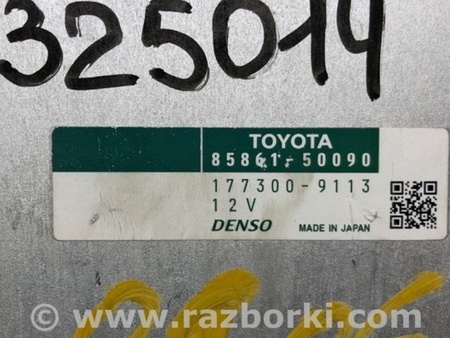 325014
TOYOTA
85861-50090
177300-9113
12V
DENSO MADE IN JAPAN
www.razborki.com